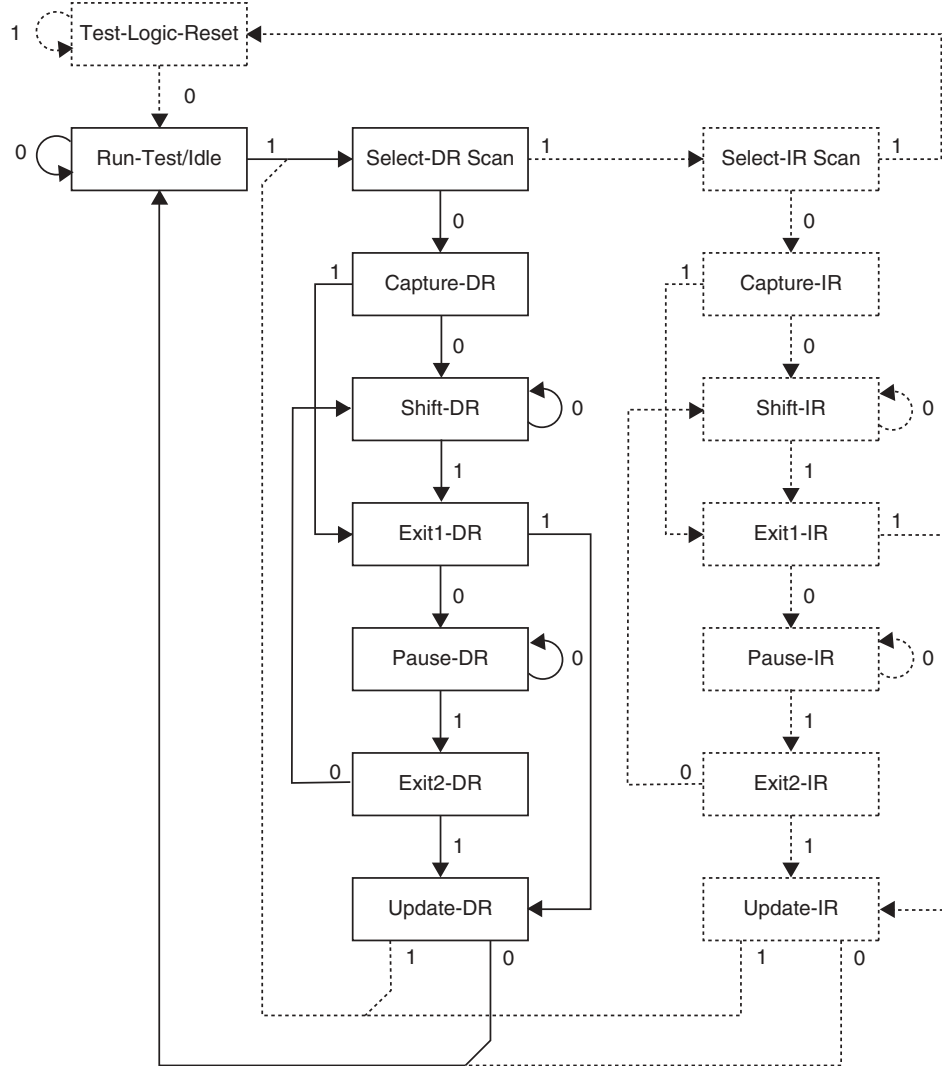 1
Test-Logic-Reset
0
0
Run-Test/Idle
1
Select-DR Scan
1
Select-IR Scan
1
0
0
1
Capture-DR
1
Capture-IR
0
0
Shift-DR
0
Shift-IR
0
1
1
Exit1-DR
1
Exit1-IR
1
0
0
Pause-DR
0
Pause-IR
0
1
1
0
Exit2-DR
0
Exit2-IR
1
1
Update-DR
Update-IR
1
0
1
0